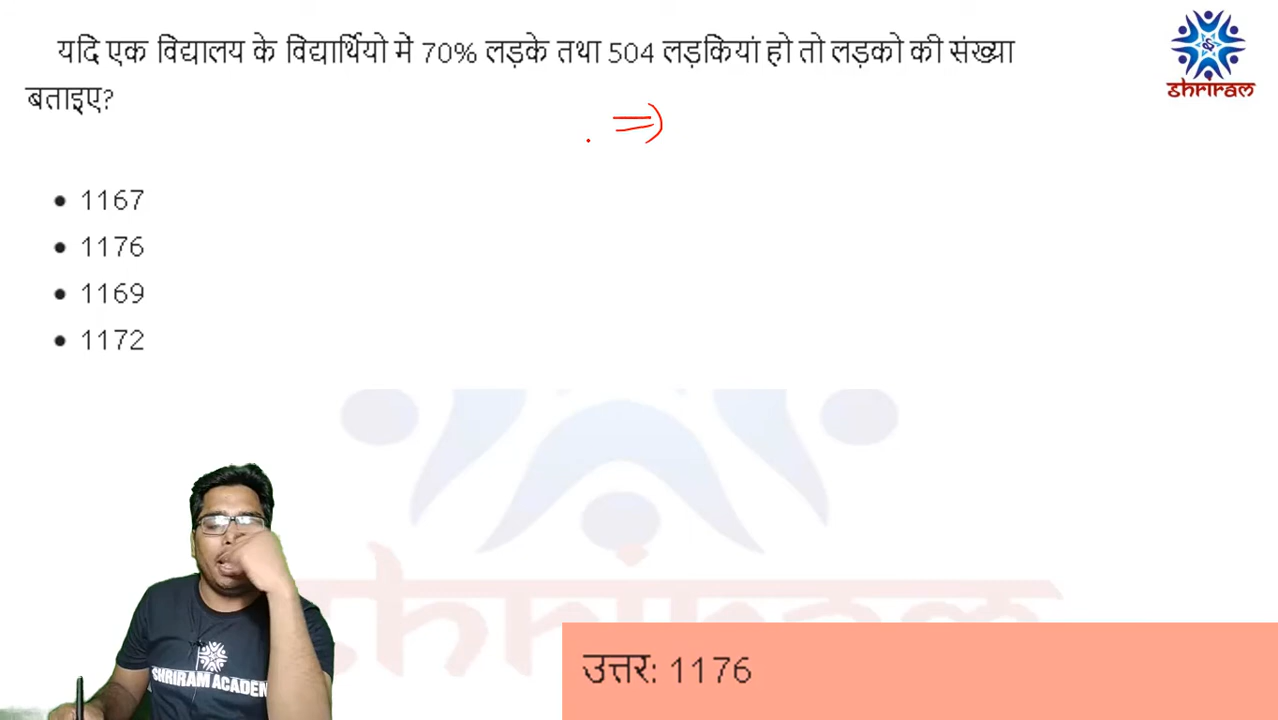 यदि एक विद्यालय के विद्यार्थियो में 70% लड़के तथा 504 लड़कियां हो तो लड़को की संख्या
बताइए?
&
shriram
• 1167
• 1176
• 1169
• 1172
shriram
SHRIRAM ACADEM
उत्तर: 1176